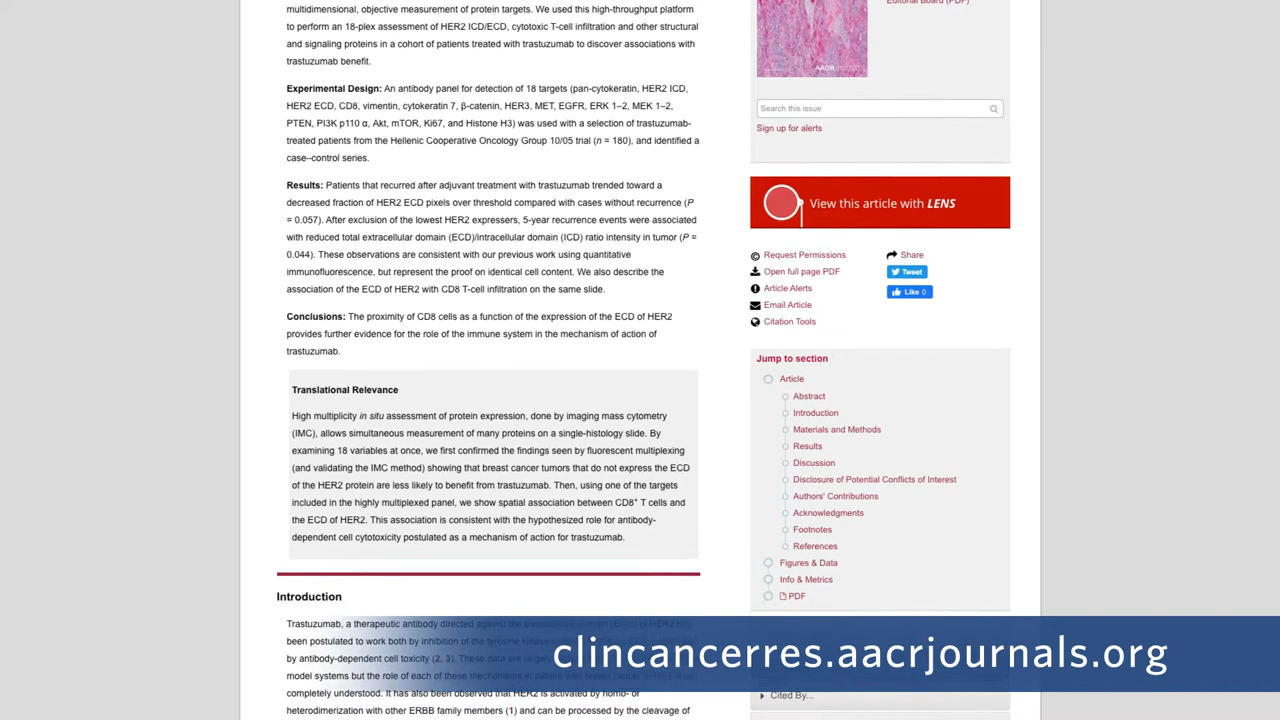 multidimensional, objective measurement of protein targets. We used this high-throughput platform
to perform an 18-plex assessment of HER2 ICD/ECD, cytotoxic T-cell infiltration and other structural
and signaling proteins in a cohort of patients treated with trastuzumab to discover associations with
trastuzumab benefit.
Experimental Design: An antibody panel for detection of 18 targets (pan-cytokeratin, HER2 ICD,
HER2 ECD, CD8, vimentin, cytokeratin 7, β-catenin, HER3, MET, EGFR, ERK 1–2, MEK 1–2,
PTEN, PI3K p110 α, Akt, mTOR, Ki67, and Histone H3) was used with a selection of trastuzumab-
treated patients from the Hellenic Cooperative Oncology Group 10/05 trial (n = 180), and identified a
case–control series.
Results: Patients that recurred after adjuvant treatment with trastuzumab trended toward a
decreased fraction of HER2 ECD pixels over threshold compared with cases without recurrence (P
= 0.057). After exclusion of the lowest HER2 expressers, 5-year recurrence events were associated
with reduced total extracellular domain (ECD)/intracellular domain (ICD) ratio intensity in tumor (P =
0.044). These observations are consistent with our previous work using quantitative
immunofluorescence, but represent the proof on identical cell content. We also describe the
association of the ECD of HER2 with CD8 T-cell infiltration on the same slide.
Conclusions: The proximity of CD8 cells as a function of the expression of the ECD of HER2
provides further evidence for the role of the immune system in the mechanism of action of
trastuzumab.
Translational Relevance
High multiplicity in situ assessment of protein expression, done by imaging mass cytometry
(IMC), allows simultaneous measurement of many proteins on a single-histology slide. By
examining 18 variables at once, we first confirmed the findings seen by fluorescent multiplexing
(and validating the IMC method) showing that breast cancer tumors that do not express the ECD
of the HER2 protein are less likely to benefit from trastuzumab. Then, using one of the targets
included in the highly multiplexed panel, we show spatial association between CD8⁺ T cells and
the ECD of HER2. This association is consistent with the hypothesized role for antibody-
dependent cell cytotoxicity postulated as a mechanism of action for trastuzumab.
Introduction
Trastuzumab, a therapeutic antibody directed against the extracellular domain (ECD) of HER2 has
been postulated to work both by inhibition of the tyrosine kinase
by antibody-dependent cell toxicity (2, 3). These data are largely
model systems but the role of each of these mechanisms in patient with breast cancer
completely understood. It has also been observed that HER2 is activated by homo- or
heterodimerization with other ERBB family members (1) and can be processed by the cleavage of
Editorial Board (PDF)
AACR
Search this issue
Sign up for alerts
View this article with LENS
Request Permissions
Open full page PDF
Article Alerts
Email Article
Citation Tools
Share
Tweet
Like 0
Jump to section
Article
Abstract
Introduction
Materials and Methods
Results
Discussion
Disclosure of Potential Conflicts of Interest
Authors' Contributions
Acknowledgments
Footnotes
References
Figures & Data
Info & Metrics
PDF
clincancerres.aacrjournals.org
Cited By...